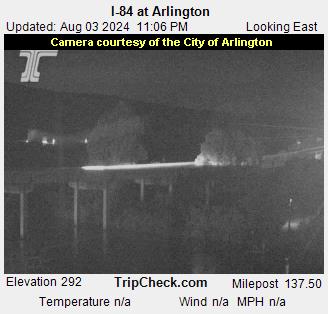 I-84 at Arlington
Updated: Aug 03 2024 11:06 PM Looking East
Camera courtesy of the City of Arlington
Elevation 292 TripCheck.com Milepost 137.50
Temperature n/a Wind n/a MPH n/a